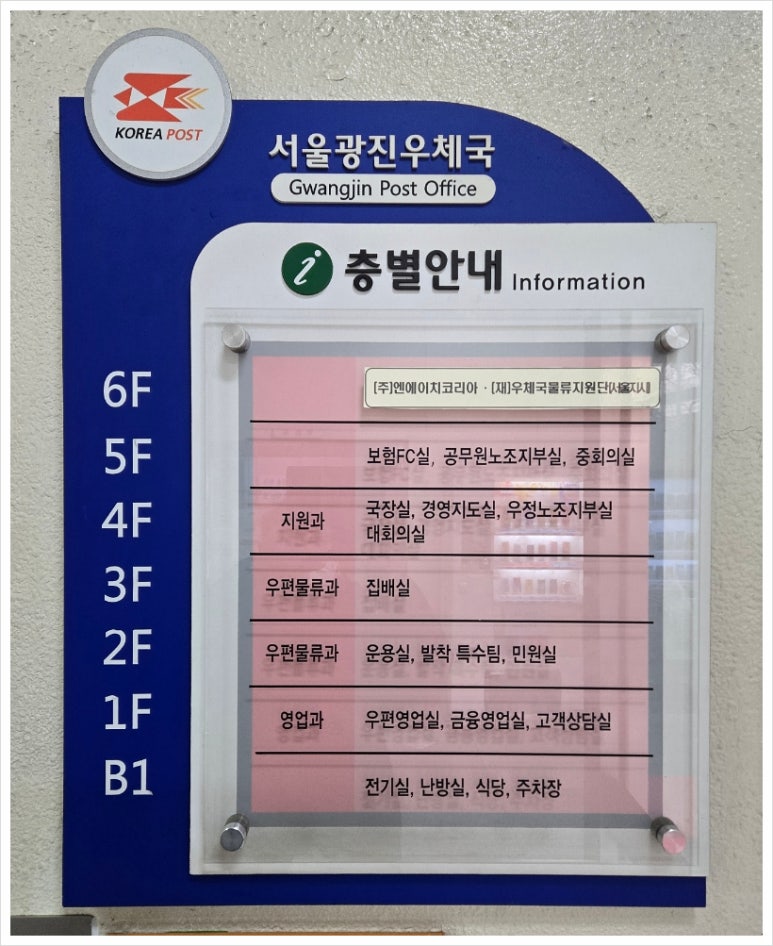 KOREA POST
서울광진우체국
Gwangjin Post Office
i 층별안내 Information
6F [주]엔에이치코리아 · [재]우체국물류지원단
5F 보험FC실, 공무원노조지부실, 중회의실
4F 지원과 국장실, 경영지도실, 우정노조지부실
대회의실
3F 우편물류과 집배실
2F 우편물류과 운용실, 발착 특수팀, 민원실
1F 영업과 우편영업실, 금융영업실, 고객상담실
B1 전기실, 난방실, 식당, 주차장